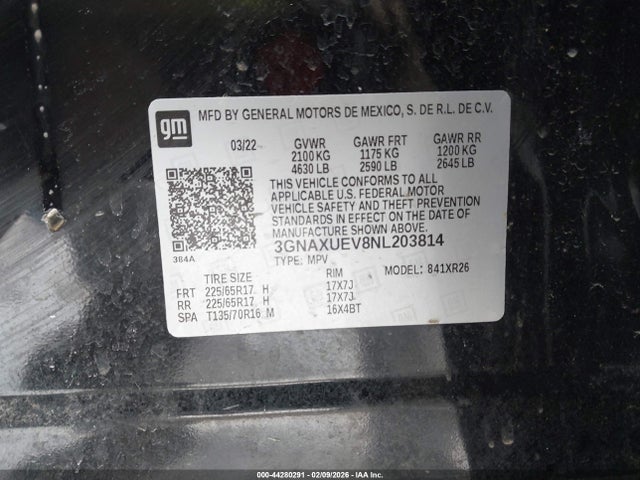 gm
MFD BY GENERAL MOTORS DE MEXICO, S. DE R.L. DE C.V.
03/22 GVWR GAWR FRT GAWR RR
2100 KG 1175 KG 1200 KG
4630 LB 2590 LB 2645 LB
THIS VEHICLE CONFORMS TO ALL
APPLICABLE U.S. FEDERAL MOTOR
VEHICLE SAFETY AND THEFT PREVENTION
STANDARDS IN EFFECT ON THE DATE OF
MANUFACTURE SHOWN ABOVE.
384A 3GNAXUEV8NL203814
TYPE: MPV MODEL: 841XR26
TIRE SIZE RIM
FRT 225/65R17 H 17X7J
RR 225/65R17 H 17X7J
SPA T135/70R16 M 16X4BT
000-44280291 - 02/09/2026 - IAA Inc.